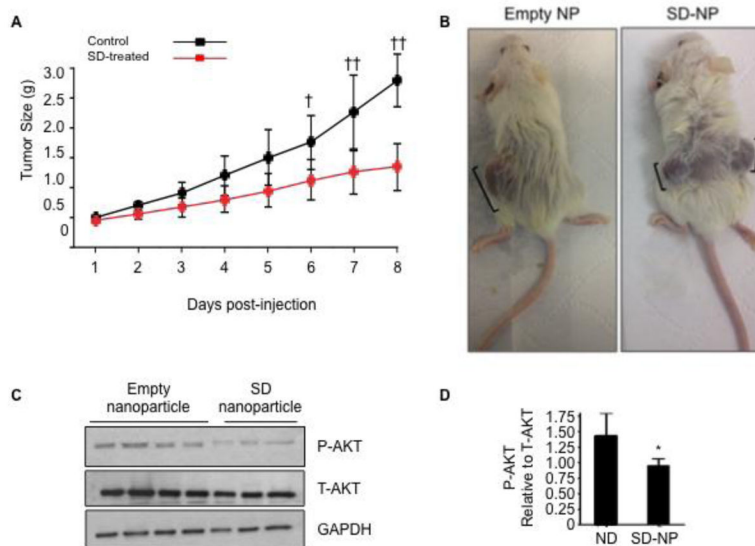 A
Control
SD-treated
Tumor Size (g)
3.0
2.5
2.0
1.5
1.0
0.5
0
†
††
††
1 2 3 4 5 6 7 8
Days post-injection
B
Empty NP
SD-NP
C
Empty
nanoparticle
SD
nanoparticle
P-AKT
T-AKT
GAPDH
D
P-AKT
Relative to T-AKT
1.75
1.25
1.00
0.75
0.50
0.25
0
*
ND SD-NP